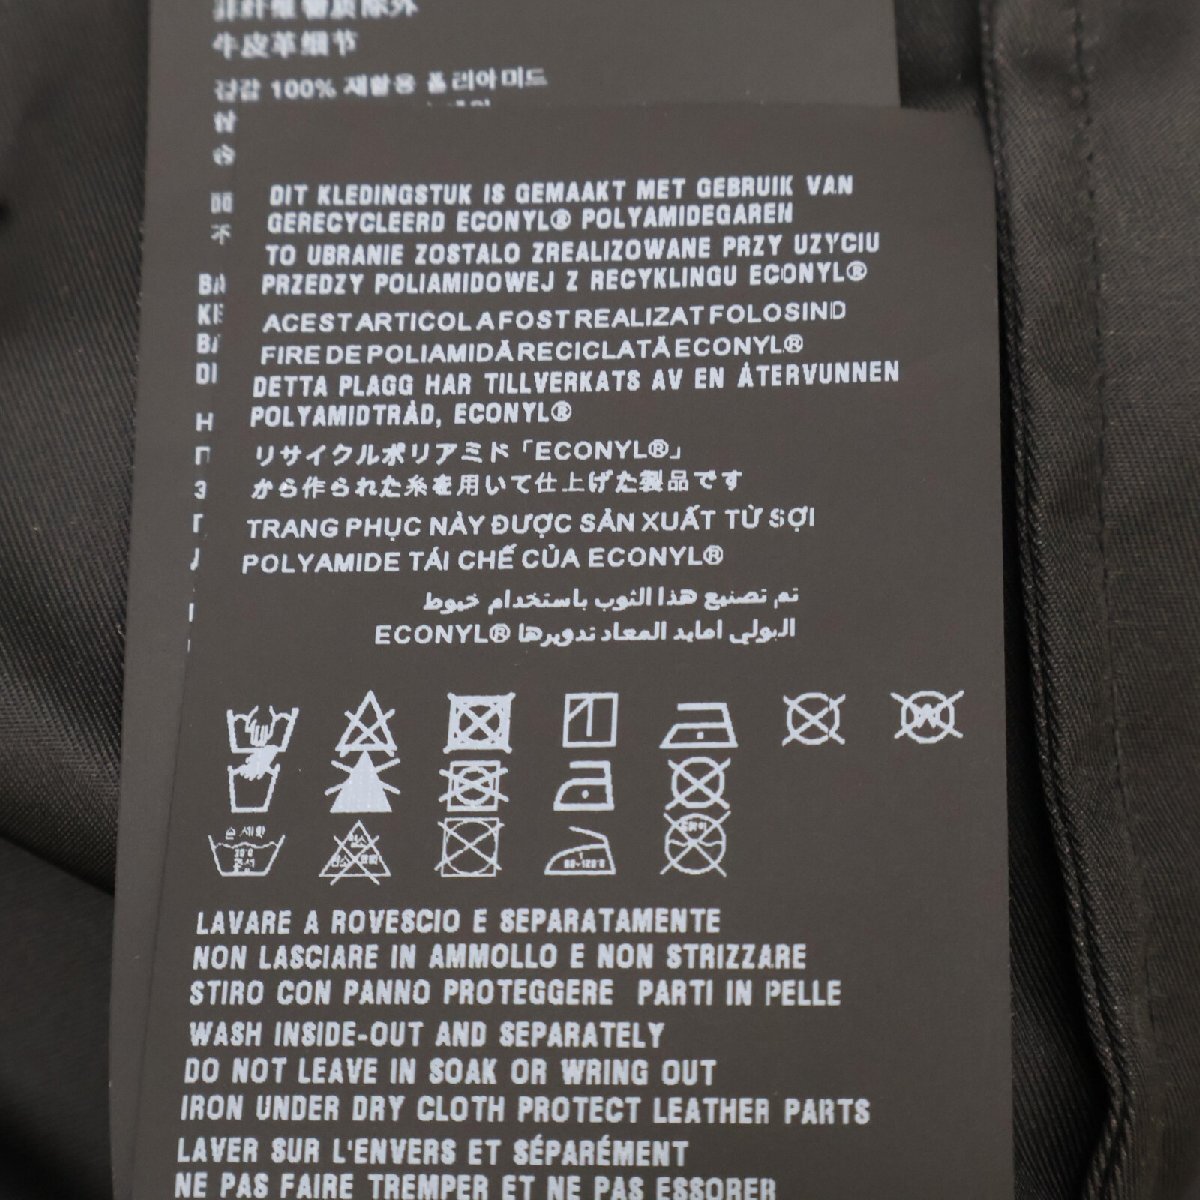 牛皮革细节
겉감 100% 재활용 폴리아미드
DIT KLEDINGSTUK IS GEMAAKT MET GEBRUIK VAN
GERECYCLEERD ECONYL® POLYAMIDEGAREN
TO UBRANIE ZOSTALO ZREALIZOWANE PRZY UZYCIU
PRZEDZY POLIAMIDOWEJ Z RECYKLINGU ECONYL®
ACEST ARTICOL A FOST REALIZAT FOLOSIND
FIRE DE POLIAMIDĂ RECICLATĂ ECONYL®
DETTA PLAGG HAR TILLVERKATS AV EN ÅTERVUNNEN
POLYAMIDTRÅD, ECONYL®
リサイクルポリアミド「ECONYL®」
から作られた糸を用いて仕上げた製品です
TRANG PHỤC NÀY ĐƯỢC SẢN XUẤT TỪ SỢI
POLYAMIDE TÁI CHẾ CỦA ECONYL®
تم تصنيع هذا الثوب باستخدام خيوط
البولي امايد المعاد تدويرها ECONYL®
LAVARE A ROVESCIO E SEPARATAMENTE
NON LASCIARE IN AMMOLLO E NON STRIZZARE
STIRO CON PANNO PROTEGGERE PARTI IN PELLE
WASH INSIDE-OUT AND SEPARATELY
DO NOT LEAVE IN SOAK OR WRING OUT
IRON UNDER DRY CLOTH PROTECT LEATHER PARTS
LAVER SUR L'ENVERS ET SÉPARÉMENT
NE PAS FAIRE TREMPER ET NE PAS ESSORER